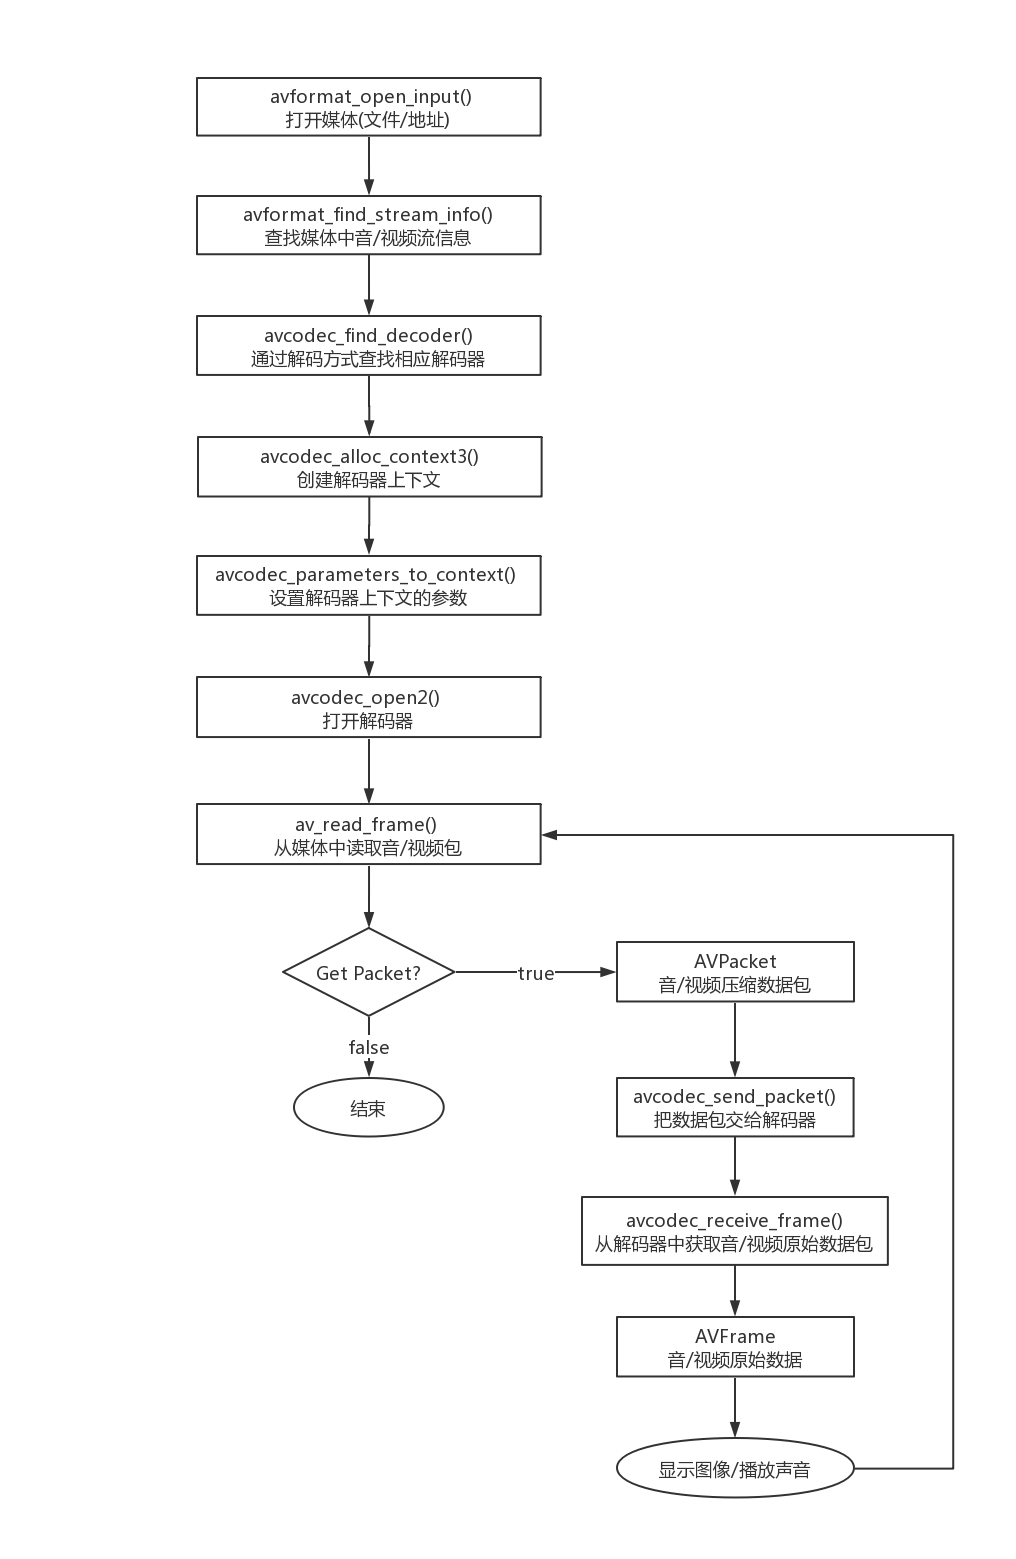 avformat_open_input()
打开媒体(文件/地址)
avformat_find_stream_info()
查找媒体中音/视频流信息
avcodec_find_decoder()
通过解码方式查找相应解码器
avcodec_alloc_context3()
创建解码器上下文
avcodec_parameters_to_context()
设置解码器上下文的参数
avcodec_open2()
打开解码器
av_read_frame()
从媒体中读取音/视频包
Get Packet?
true
false
结束
AVPacket
音/视频压缩数据包
avcodec_send_packet()
把数据包交给解码器
avcodec_receive_frame()
从解码器中获取音/视频原始数据包
AVFrame
音/视频原始数据
显示图像/播放声音